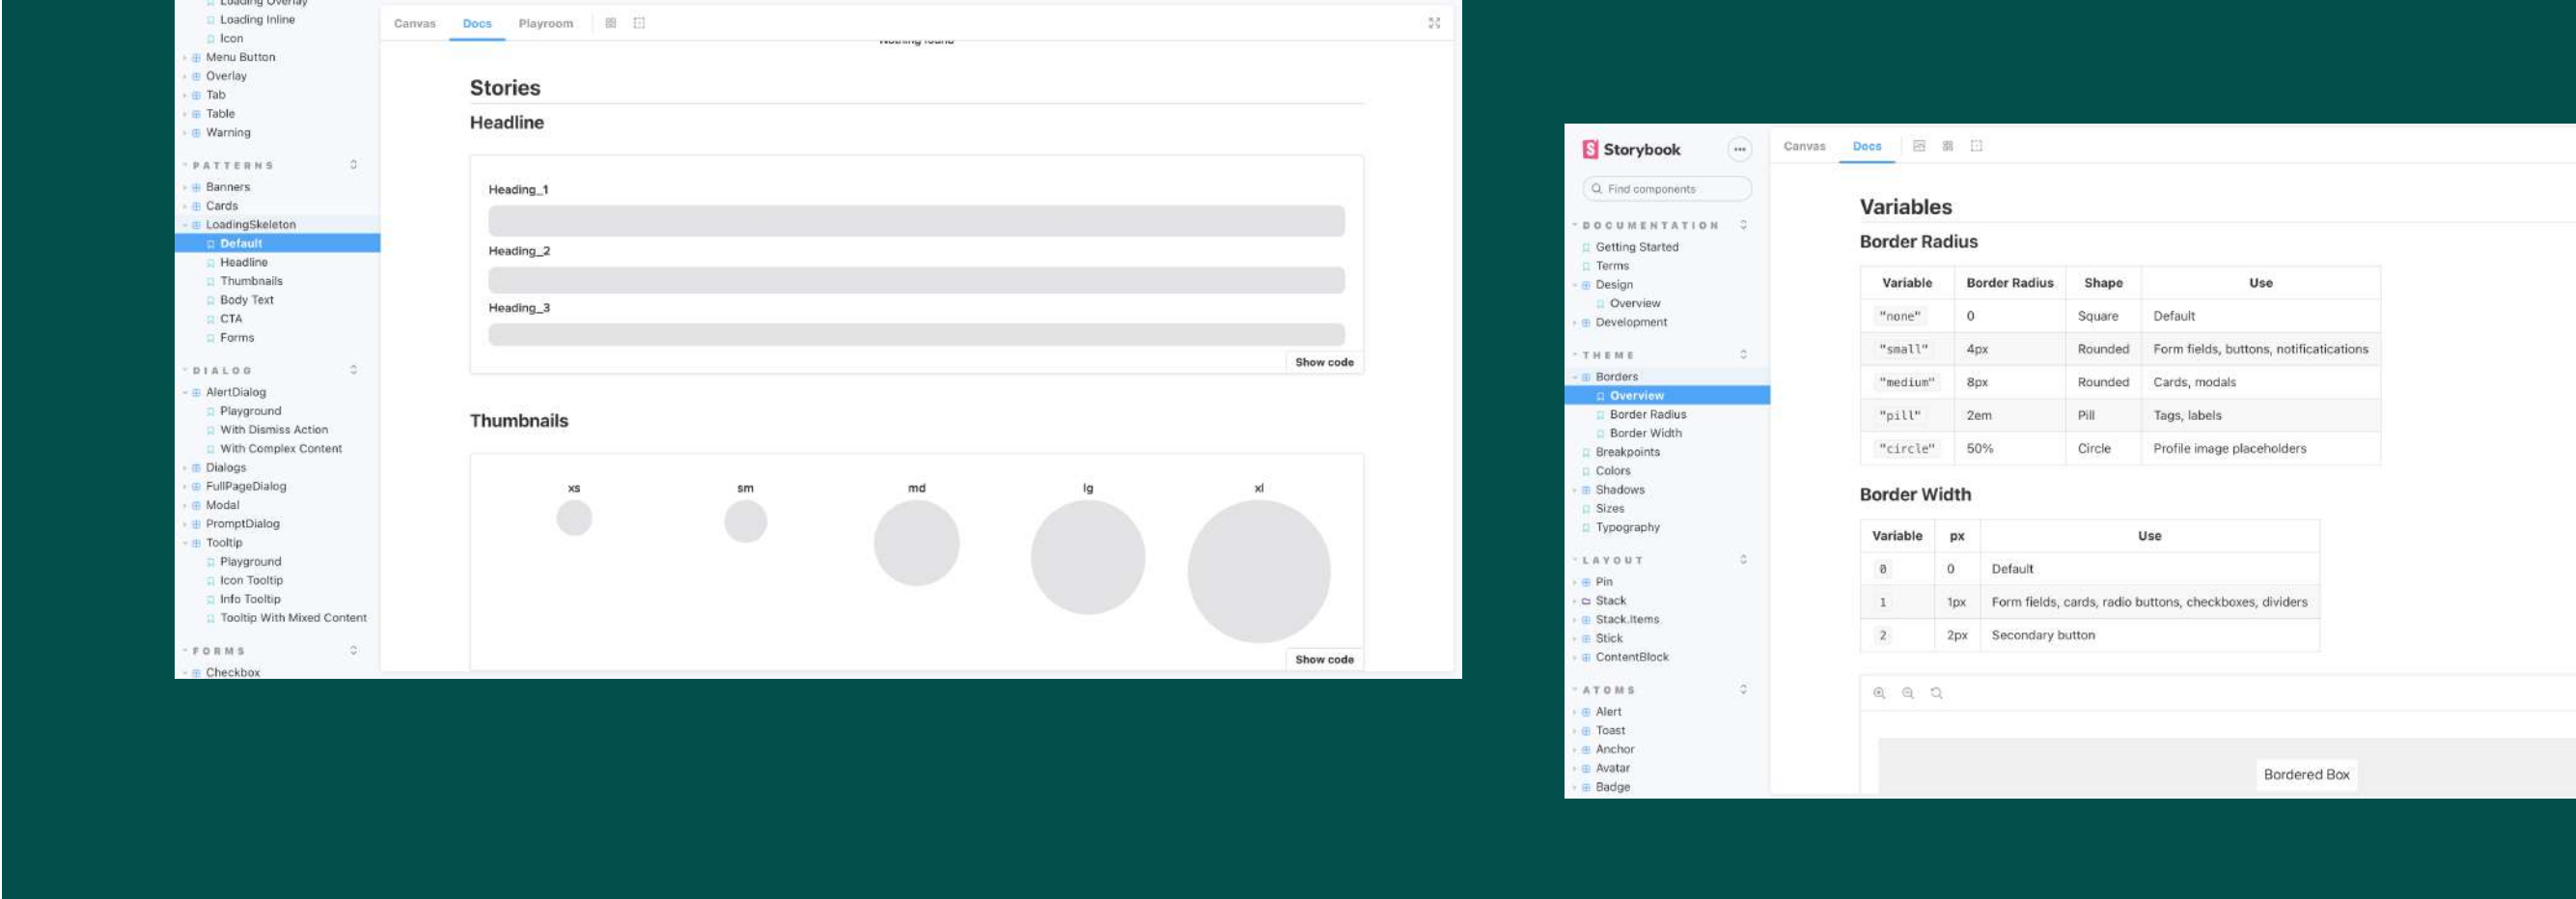 Loading Overlay
Loading Inline
Icon
Menu Button
Overlay
Tab
Table
Warning
PATTERNS
Banners
Cards
LoadingSkeleton
Default
Headline
Thumbnails
Body Text
CTA
Forms
DIALOG
AlertDialog
Playground
With Dismiss Action
With Complex Content
Dialogs
FullPageDialog
Modal
PromptDialog
Tooltip
Playground
Icon Tooltip
Info Tooltip
Tooltip With Mixed Content
FORMS
Checkbox
Canvas Docs Playroom
Nothing found
Stories
Headline
Heading_1
Heading_2
Heading_3
Show code
Thumbnails
xs sm md lg xl
Show code
Storybook
Find components
DOCUMENTATION
Getting Started
Terms
Design
Overview
Development
THEME
Borders
Overview
Border Radius
Border Width
Breakpoints
Colors
Shadows
Sizes
Typography
LAYOUT
Pin
Stack
Stack.Items
Stick
ContentBlock
ATOMS
Alert
Toast
Anchor
Avatar
Badge
Canvas Docs
Variables
Border Radius
Variable Border Radius Shape Use
"none" 0 Square Default
"small" 4px Rounded Form fields, buttons, notificatications
"medium" 8px Rounded Cards, modals
"pill" 2em Pill Tags, labels
"circle" 50% Circle Profile image placeholders
Border Width
Variable px Use
0 0 Default
1 1px Form fields, cards, radio buttons, checkboxes, dividers
2 2px Secondary button
Bordered Box